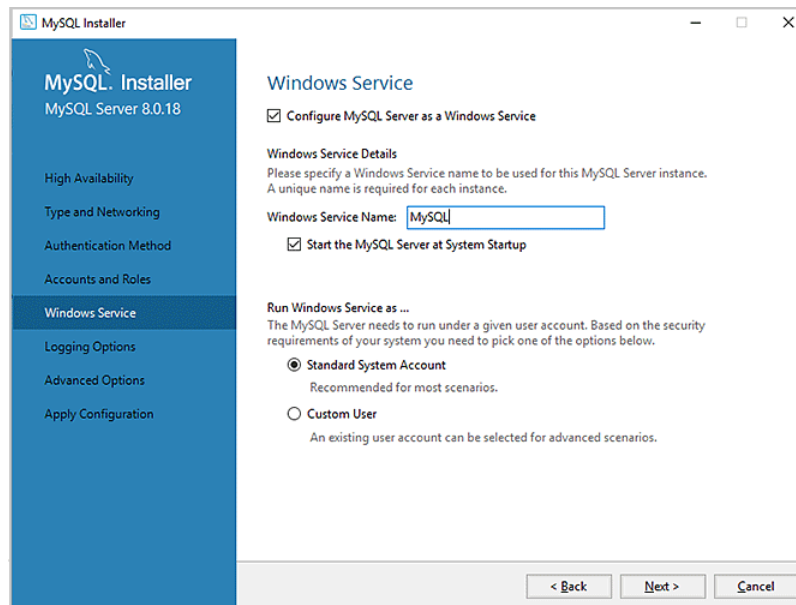 MySQL Installer
MySQL. Installer
MySQL Server 8.0.18
High Availability
Type and Networking
Authentication Method
Accounts and Roles
Windows Service
Logging Options
Advanced Options
Apply Configuration
Windows Service
Configure MySQL Server as a Windows Service
Windows Service Details
Please specify a Windows Service name to be used for this MySQL Server instance.
A unique name is required for each instance.
Windows Service Name: MySQL
Start the MySQL Server at System Startup
Run Windows Service as ...
The MySQL Server needs to run under a given user account. Based on the security
requirements of your system you need to pick one of the options below.
Standard System Account
Recommended for most scenarios.
Custom User
An existing user account can be selected for advanced scenarios.
< Back
Next >
Cancel